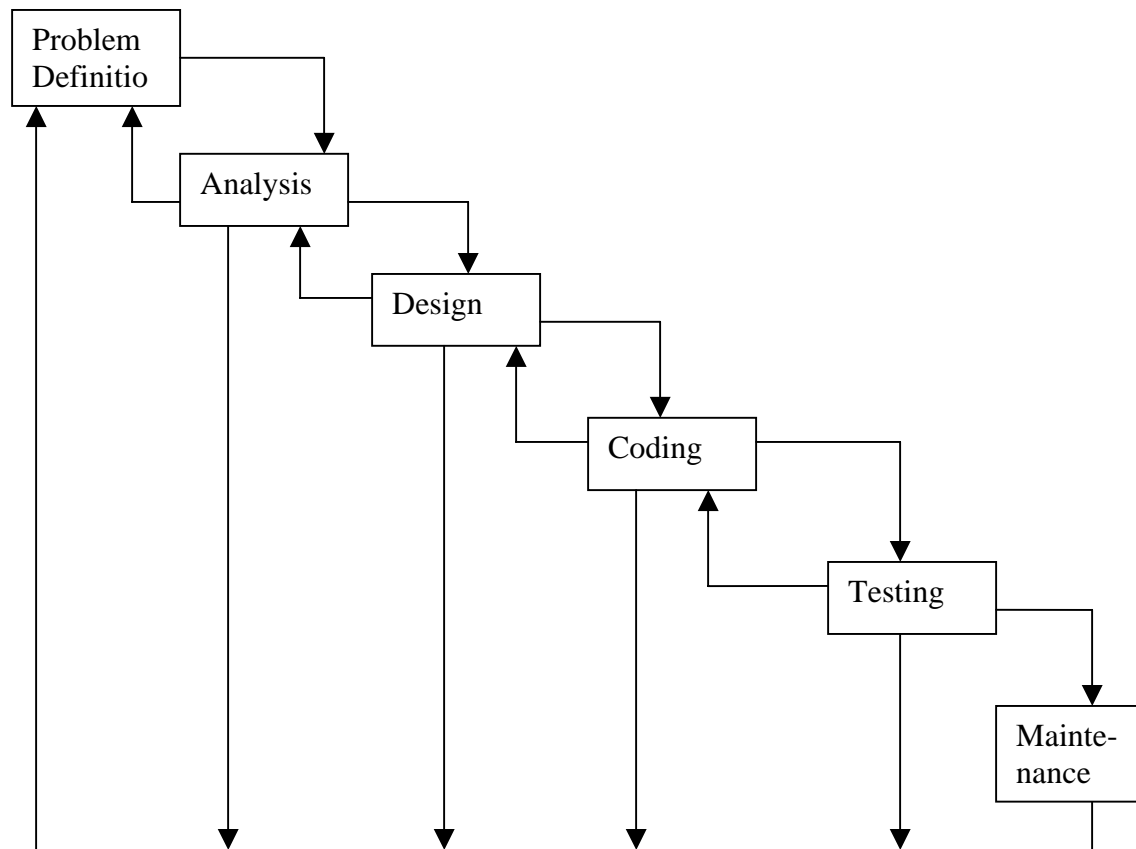 Problem
Definitio
Analysis
Design
Coding
Testing
Mainte-
nance